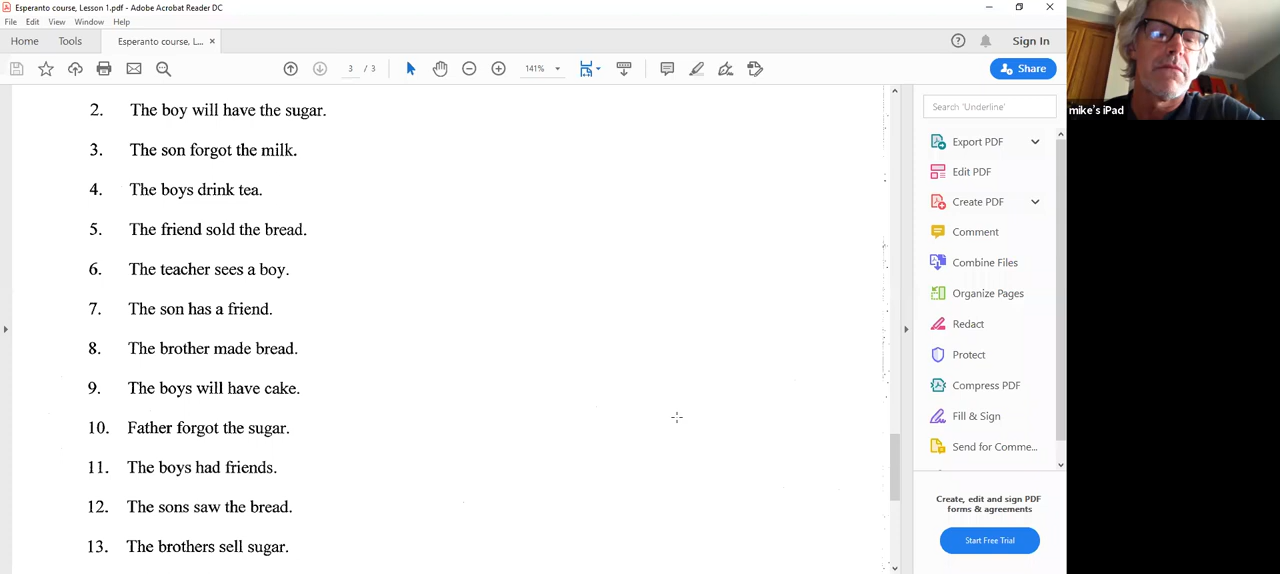 Esperanto course, Lesson 1.pdf - Adobe Acrobat Reader DC
File Edit View Window Help
Home Tools Esperanto course, L... × Sign In
3 / 3 141% Share
2. The boy will have the sugar.
3. The son forgot the milk.
4. The boys drink tea.
5. The friend sold the bread.
6. The teacher sees a boy.
7. The son has a friend.
8. The brother made bread.
9. The boys will have cake.
10. Father forgot the sugar.
11. The boys had friends.
12. The sons saw the bread.
13. The brothers sell sugar.
Search 'Underline'
Export PDF
Edit PDF
Create PDF
Comment
Combine Files
Organize Pages
Redact
Protect
Compress PDF
Fill & Sign
Send for Comme...
Create, edit and sign PDF
forms & agreements
Start Free Trial
mike's iPad